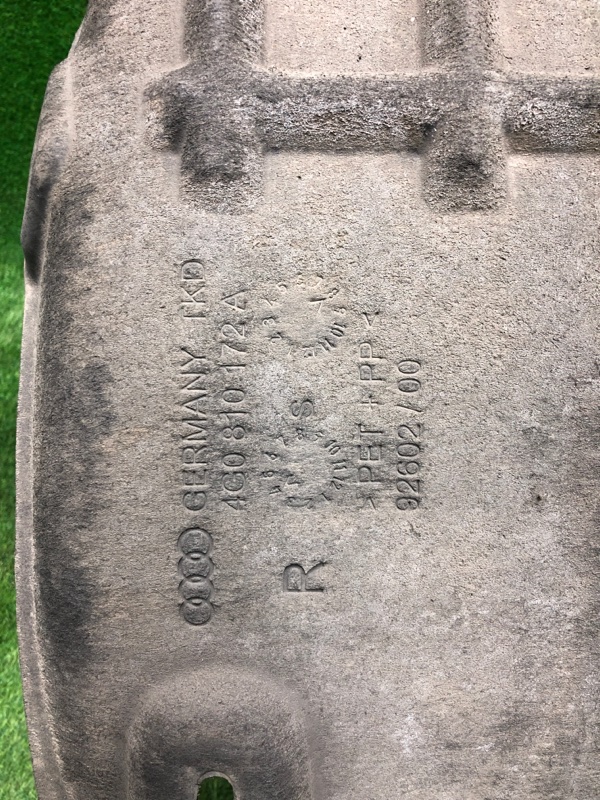 GERMANY TKD
4G0 810 172 A
S
>PET + PP<
92602 / 00
R